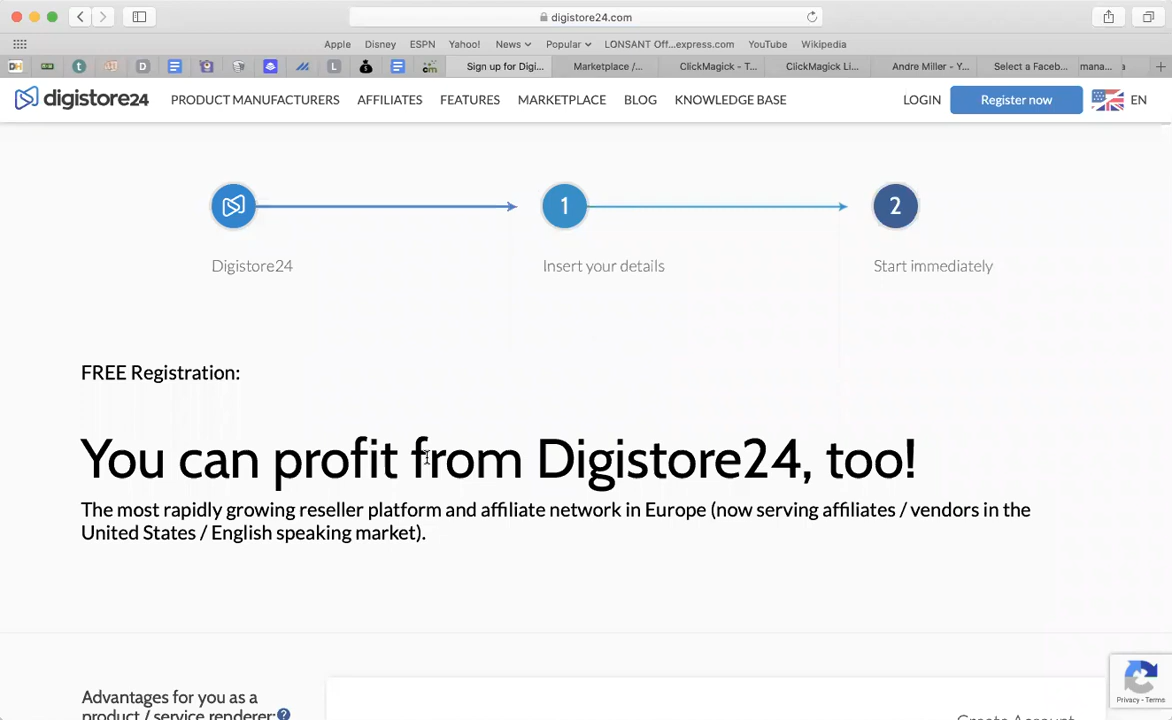 digistore24.com
Apple Disney ESPN Yahoo! News Popular LONSANT Off...express.com YouTube Wikipedia
DH Sign up for Digi... Marketplace /... ClickMagick - T... ClickMagick Li... Andre Miller - Y... Select a Faceb... mana...
digistore24 PRODUCT MANUFACTURERS AFFILIATES FEATURES MARKETPLACE BLOG KNOWLEDGE BASE LOGIN Register now EN
1 2
Digistore24 Insert your details Start immediately
FREE Registration:
You can profit from Digistore24, too!
The most rapidly growing reseller platform and affiliate network in Europe (now serving affiliates / vendors in the
United States / English speaking market).
Advantages for you as a
product / service renderer: ?
Create Account
Privacy - Terms